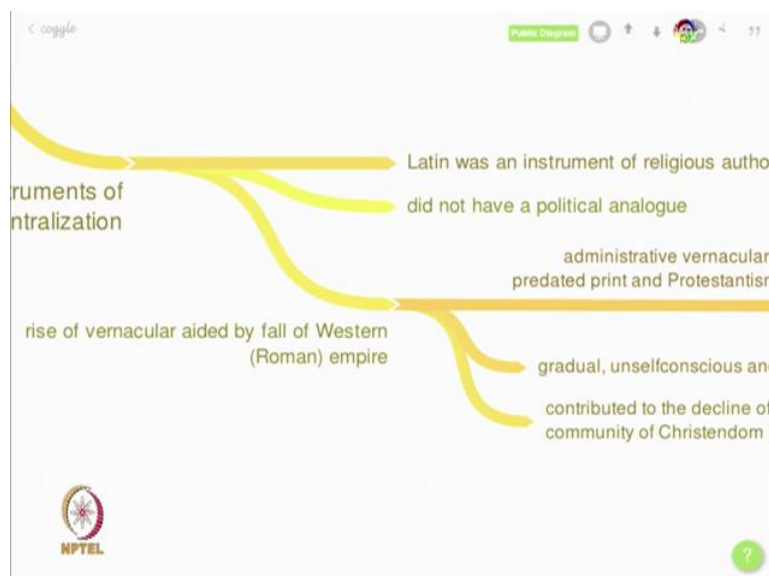 coggle
Public Diagram
Latin was an instrument of religious autho
truments of
ntralization
did not have a political analogue
administrative vernacular
predated print and Protestantism
rise of vernacular aided by fall of Western
(Roman) empire
gradual, unselfconscious an
contributed to the decline of
community of Christendom
NPTEL
?